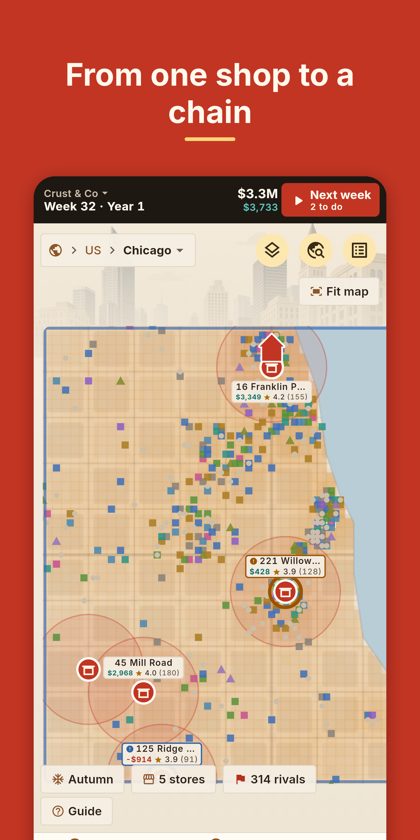 From one shop to a
chain
Crust & Co
Week 32 · Year 1
$3.3M
$3,733
Next week
2 to do
US
Chicago
Fit map
16 Franklin P...
$3,349 ★ 4.2 (155)
221 Willow...
$428 ★ 3.9 (128)
45 Mill Road
$2,968 ★ 4.0 (180)
125 Ridge ...
-$914 ★ 3.9 (91)
Autumn
5 stores
314 rivals
Guide